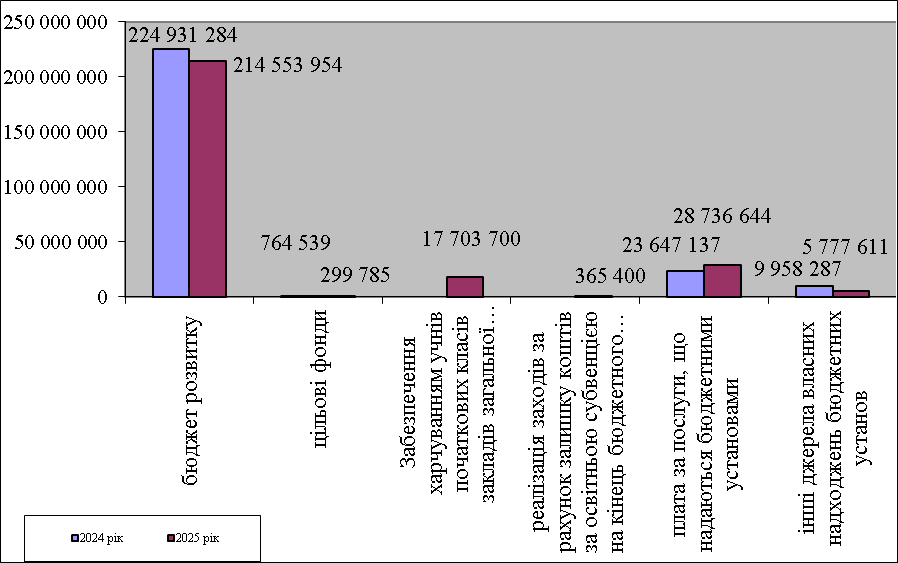 250 000 000
200 000 000
150 000 000
100 000 000
50 000 000
0
224 931 284
214 553 954
764 539
299 785
17 703 700
365 400
23 647 137
28 736 644
9 958 287
5 777 611
бюджет розвитку
цільові фонди
Забезпечення
харчуванням учнів
початкових класів
закладів загальної…
реалізація заходів за
рахунок залишку коштів
за освітньою субвенцією
на кінець бюджетного…
плата за послуги, що
надаються бюджетними
установами
інші джерела власних
надходжень бюджетних
установ
2024 рік
2025 рік